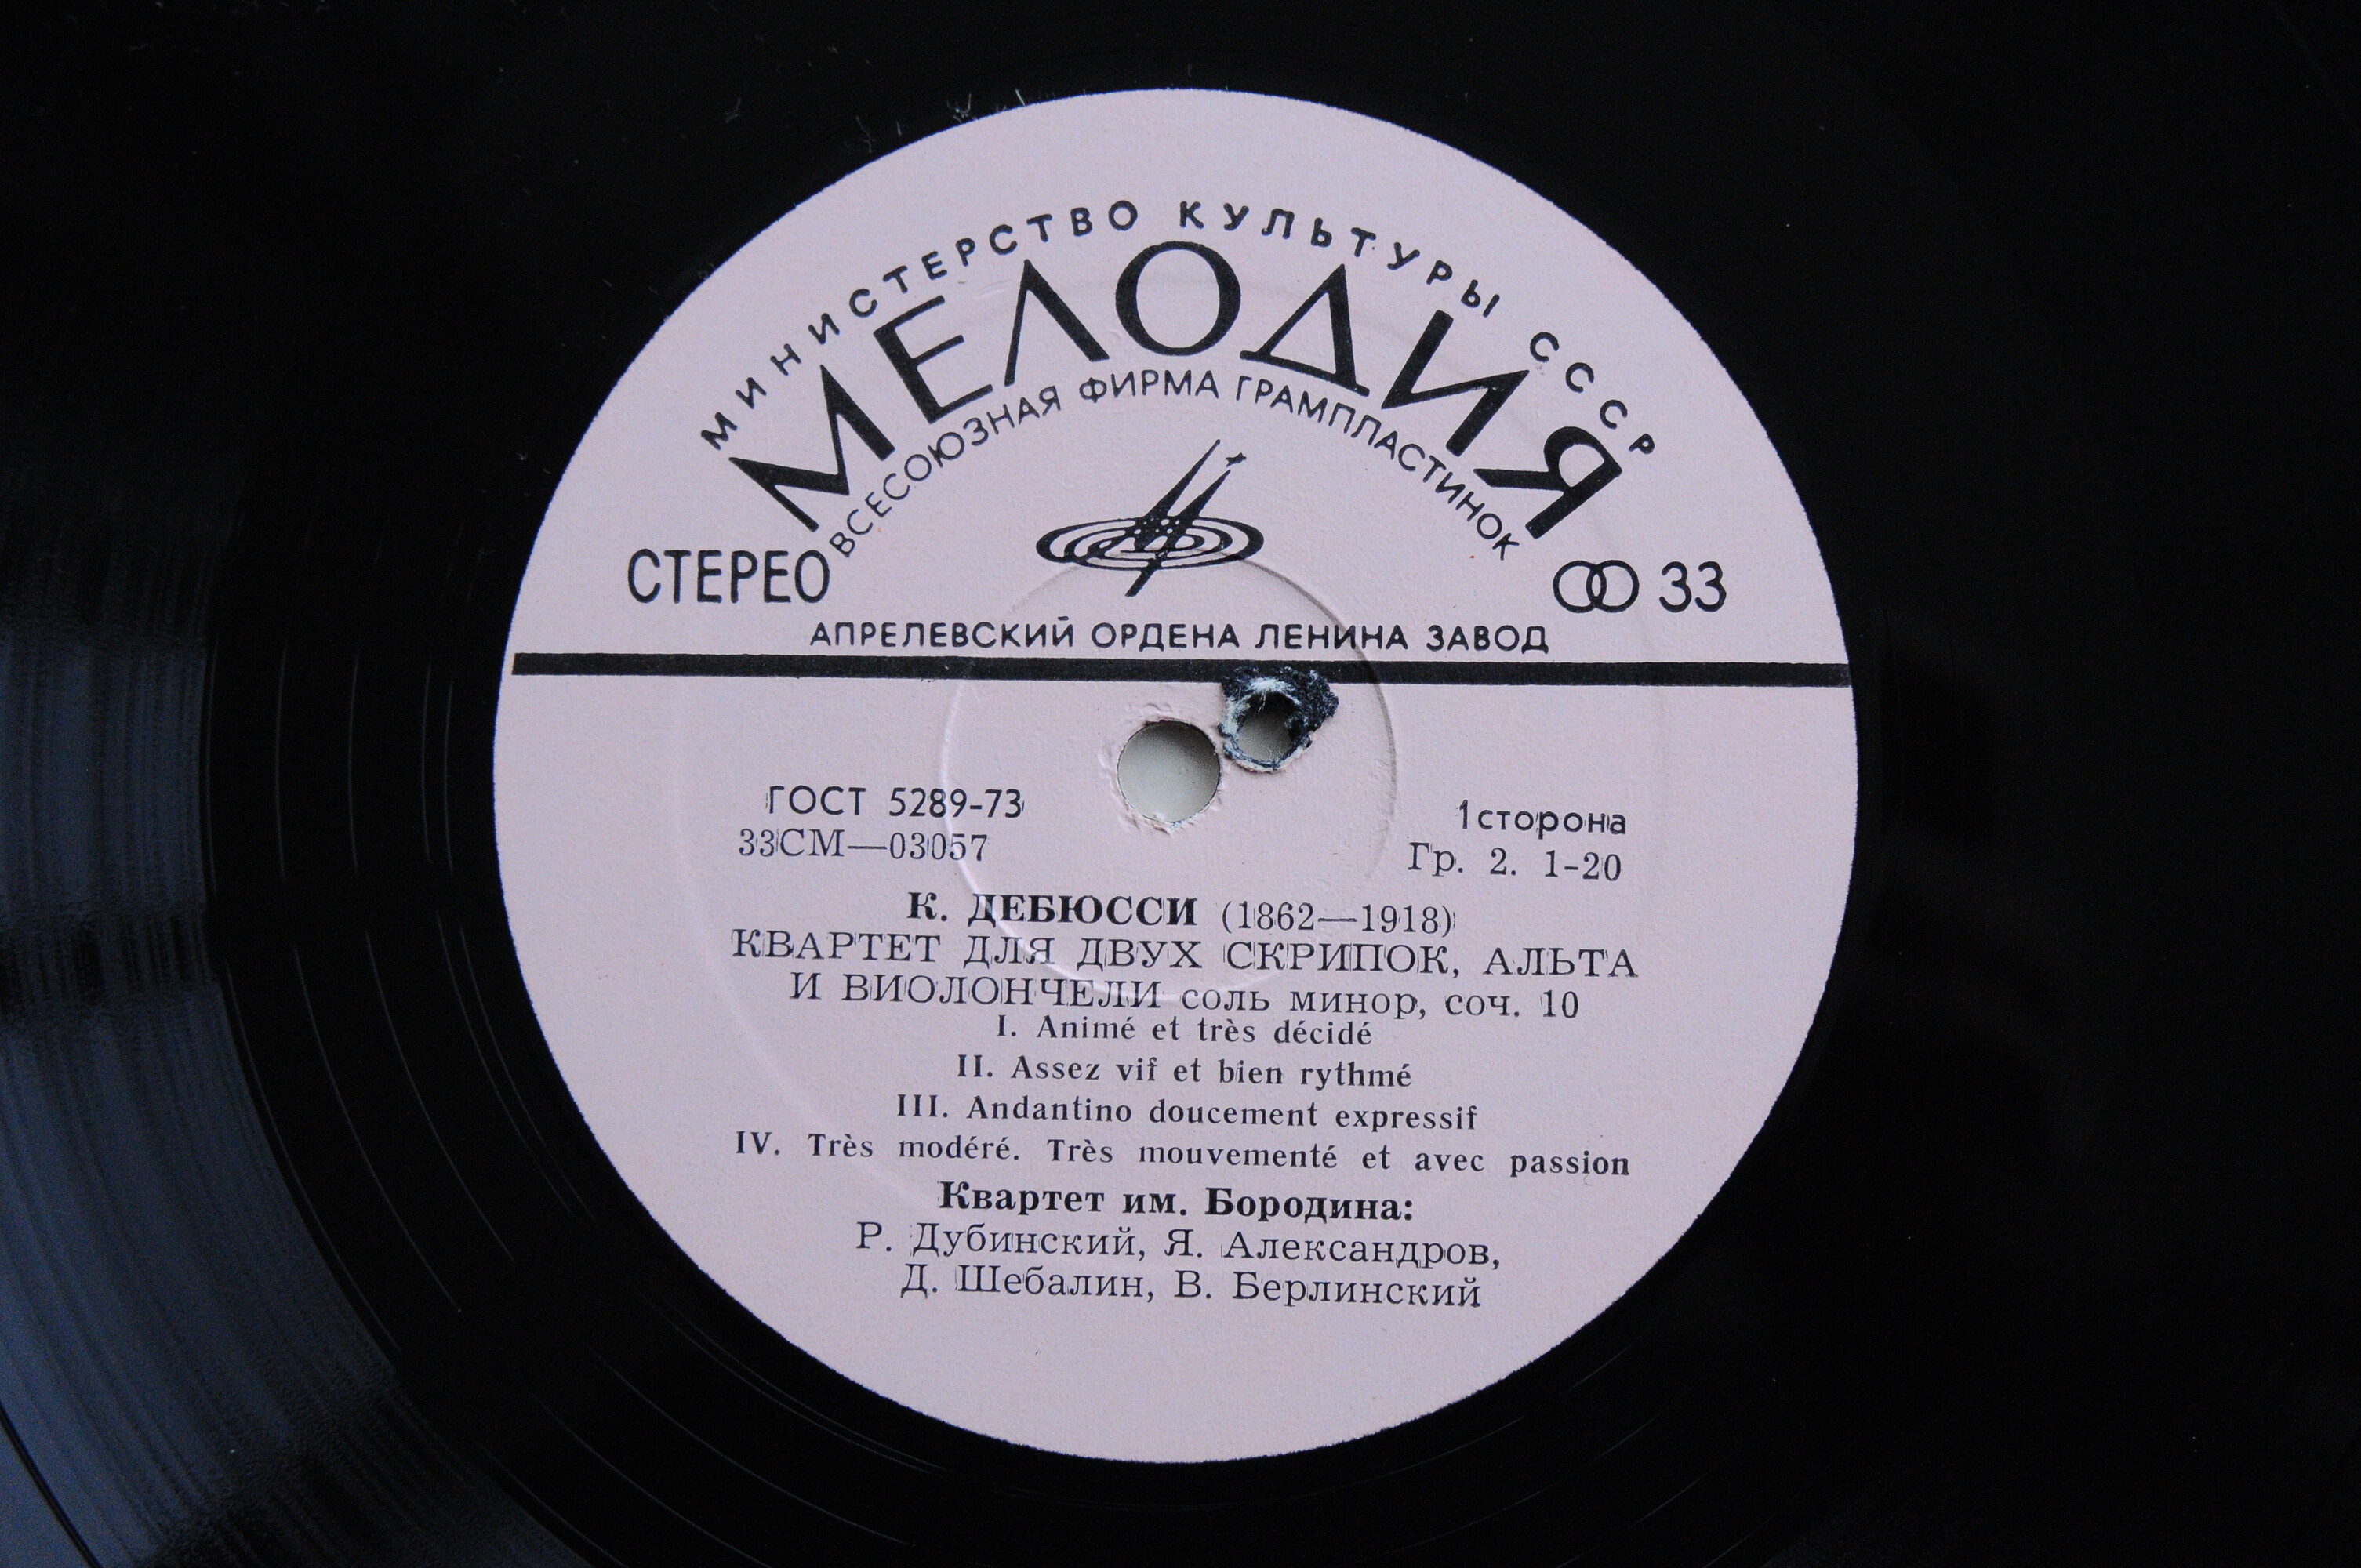 МИНИСТЕРСТВО КУЛЬТУРЫ СССР
МЕЛОДИЯ
ВСЕСОЮЗНАЯ ФИРМА ГРАМПЛАСТИНОК
СТЕРЕО 33
АПРЕЛЕВСКИЙ ОРДЕНА ЛЕНИНА ЗАВОД
ГОСТ 5289-73 1 сторона
33СМ—03057 Гр. 2. 1-20
К. ДЕБЮССИ (1862—1918)
КВАРТЕТ ДЛЯ ДВУХ СКРИПОК, АЛЬТА
И ВИОЛОНЧЕЛИ соль минор, соч. 10
I. Animé et très décidé
II. Assez vif et bien rythmé
III. Andantino doucement expressif
IV. Très modéré. Très mouvementé et avec passion
Квартет им. Бородина:
Р. Дубинский, Я. Александров,
Д. Шебалин, В. Берлинский